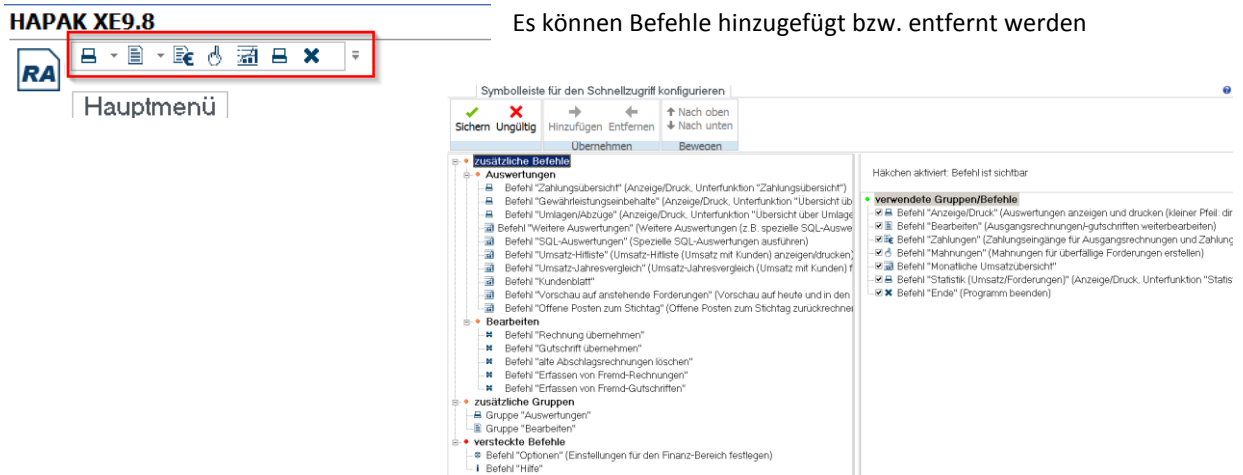 HAPAK XE9.8
Es können Befehle hinzugefügt bzw. entfernt werden
RA
Hauptmenü
Symbolleiste für den Schnellzugriff konfigurieren
Sichern Ungültig Hinzufügen Entfernen Nach oben
Nach unten
Übernehmen Bewegen
zusätzliche Befehle
Auswertungen
Befehl "Zahlungsübersicht" (Anzeige/Druck, Unterfunktion "Zahlungsübersicht")
Befehl "Gewährleistungseinbehalte" (Anzeige/Druck, Unterfunktion "Übersicht üb
Befehl "Umlagen/Abzüge" (Anzeige/Druck, Unterfunktion "Übersicht über Umlage
Befehl "Weitere Auswertungen" (Weitere Auswertungen (z.B. spezielle SQL-Auswe
Befehl "SQL-Auswertungen" (Spezielle SQL-Auswertungen ausführen)
Befehl "Umsatz-Hitliste" (Umsatz-Hitliste (Umsatz mit Kunden) anzeigen/drucken)
Befehl "Umsatz-Jahresvergleich" (Umsatz-Jahresvergleich (Umsatz mit Kunden) f
Befehl "Kundenblatt"
Befehl "Vorschau auf anstehende Forderungen" (Vorschau auf heute und in den
Befehl "Offene Posten zum Stichtag" (Offene Posten zum Stichtag zurückrechne
Bearbeiten
Befehl "Rechnung übernehmen"
Befehl "Gutschrift übernehmen"
Befehl "alte Abschlagsrechnungen löschen"
Befehl "Erfassen von Fremd-Rechnungen"
Befehl "Erfassen von Fremd-Gutschriften"
zusätzliche Gruppen
Gruppe "Auswertungen"
Gruppe "Bearbeiten"
versteckte Befehle
Befehl "Optionen" (Einstellungen für den Finanz-Bereich festlegen)
Befehl "Hilfe"
Häkchen aktiviert: Befehl ist sichtbar
verwendete Gruppen/Befehle
Befehl "Anzeige/Druck" (Auswertungen anzeigen und drucken (kleiner Pfeil: dir
Befehl "Bearbeiten" (Ausgangsrechnungen/-gutschriften weiterbearbeiten)
Befehl "Zahlungen" (Zahlungseingänge für Ausgangsrechnungen und Zahlung
Befehl "Mahnungen" (Mahnungen für überfällige Forderungen erstellen)
Befehl "Monatliche Umsatzübersicht"
Befehl "Statistik (Umsatz/Forderungen)" (Anzeige/Druck, Unterfunktion "Statis
Befehl "Ende" (Programm beenden)